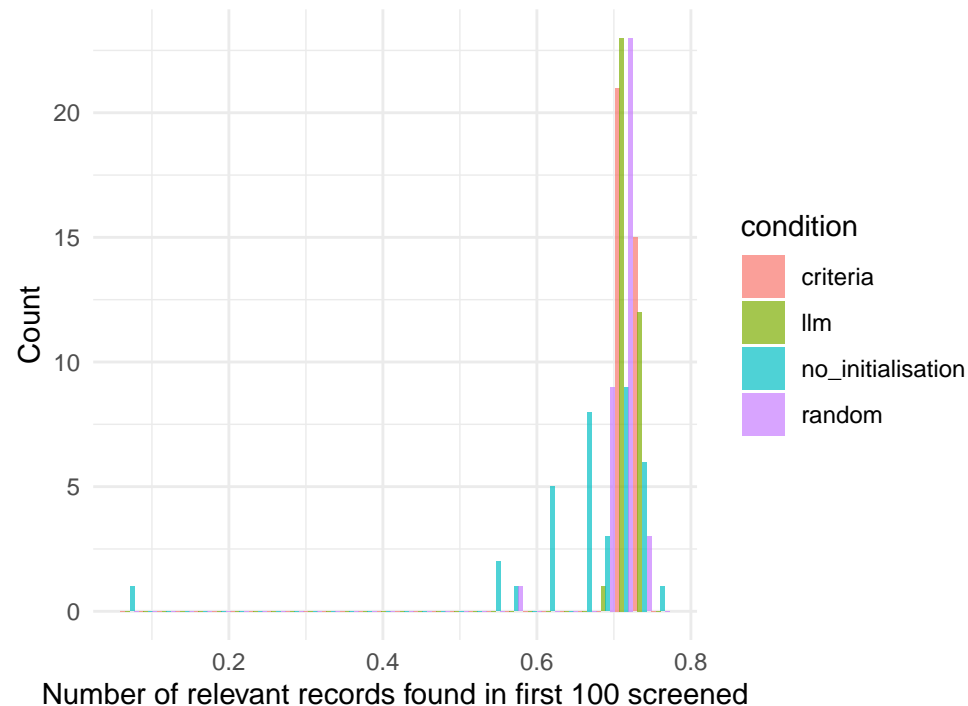 20
15
10
5
0
Count
0.2
0.4
0.6
0.8
Number of relevant records found in first 100 screened
condition
criteria
llm
no_initialisation
random